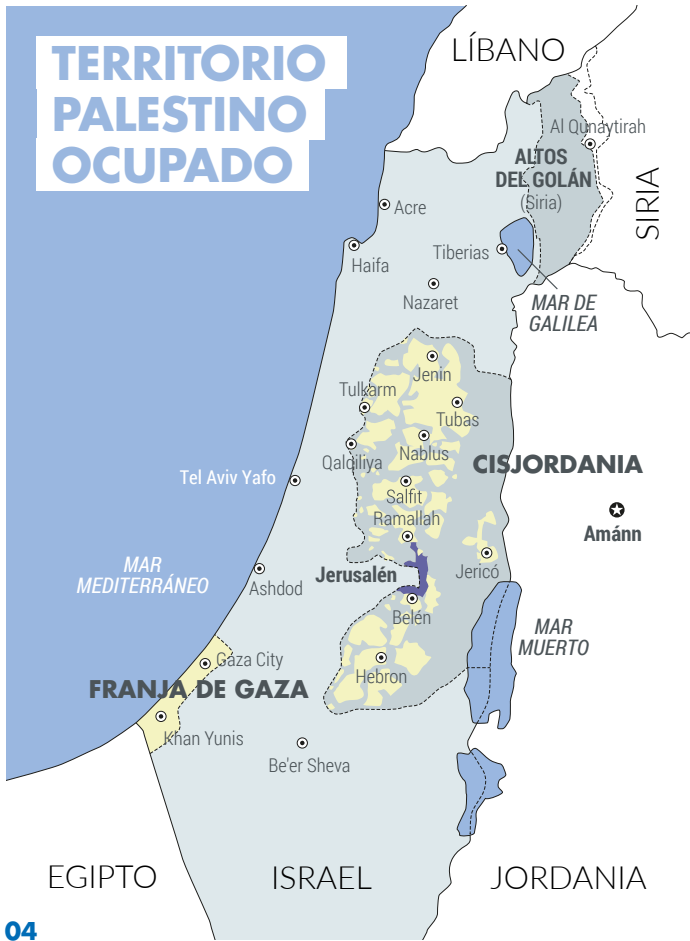 TERRITORIO
PALESTINO
OCUPADO
LÍBANO
Al Qunaytirah
ALTOS
DEL GOLÁN
(Siria)
SIRIA
Acre
Haifa
Tiberias
Nazaret
MAR DE
GALILEA
Jenin
Tulkarm
Tubas
Nablus
Qalqiliya
CISJORDANIA
Tel Aviv Yafo
Salfit
Ramallah
Amánn
MAR
MEDITERRÁNEO
Ashdod
Jerusalén
Jericó
Belén
MAR
MUERTO
Gaza City
Hebron
FRANJA DE GAZA
Khan Yunis
Be'er Sheva
EGIPTO
ISRAEL
JORDANIA
04